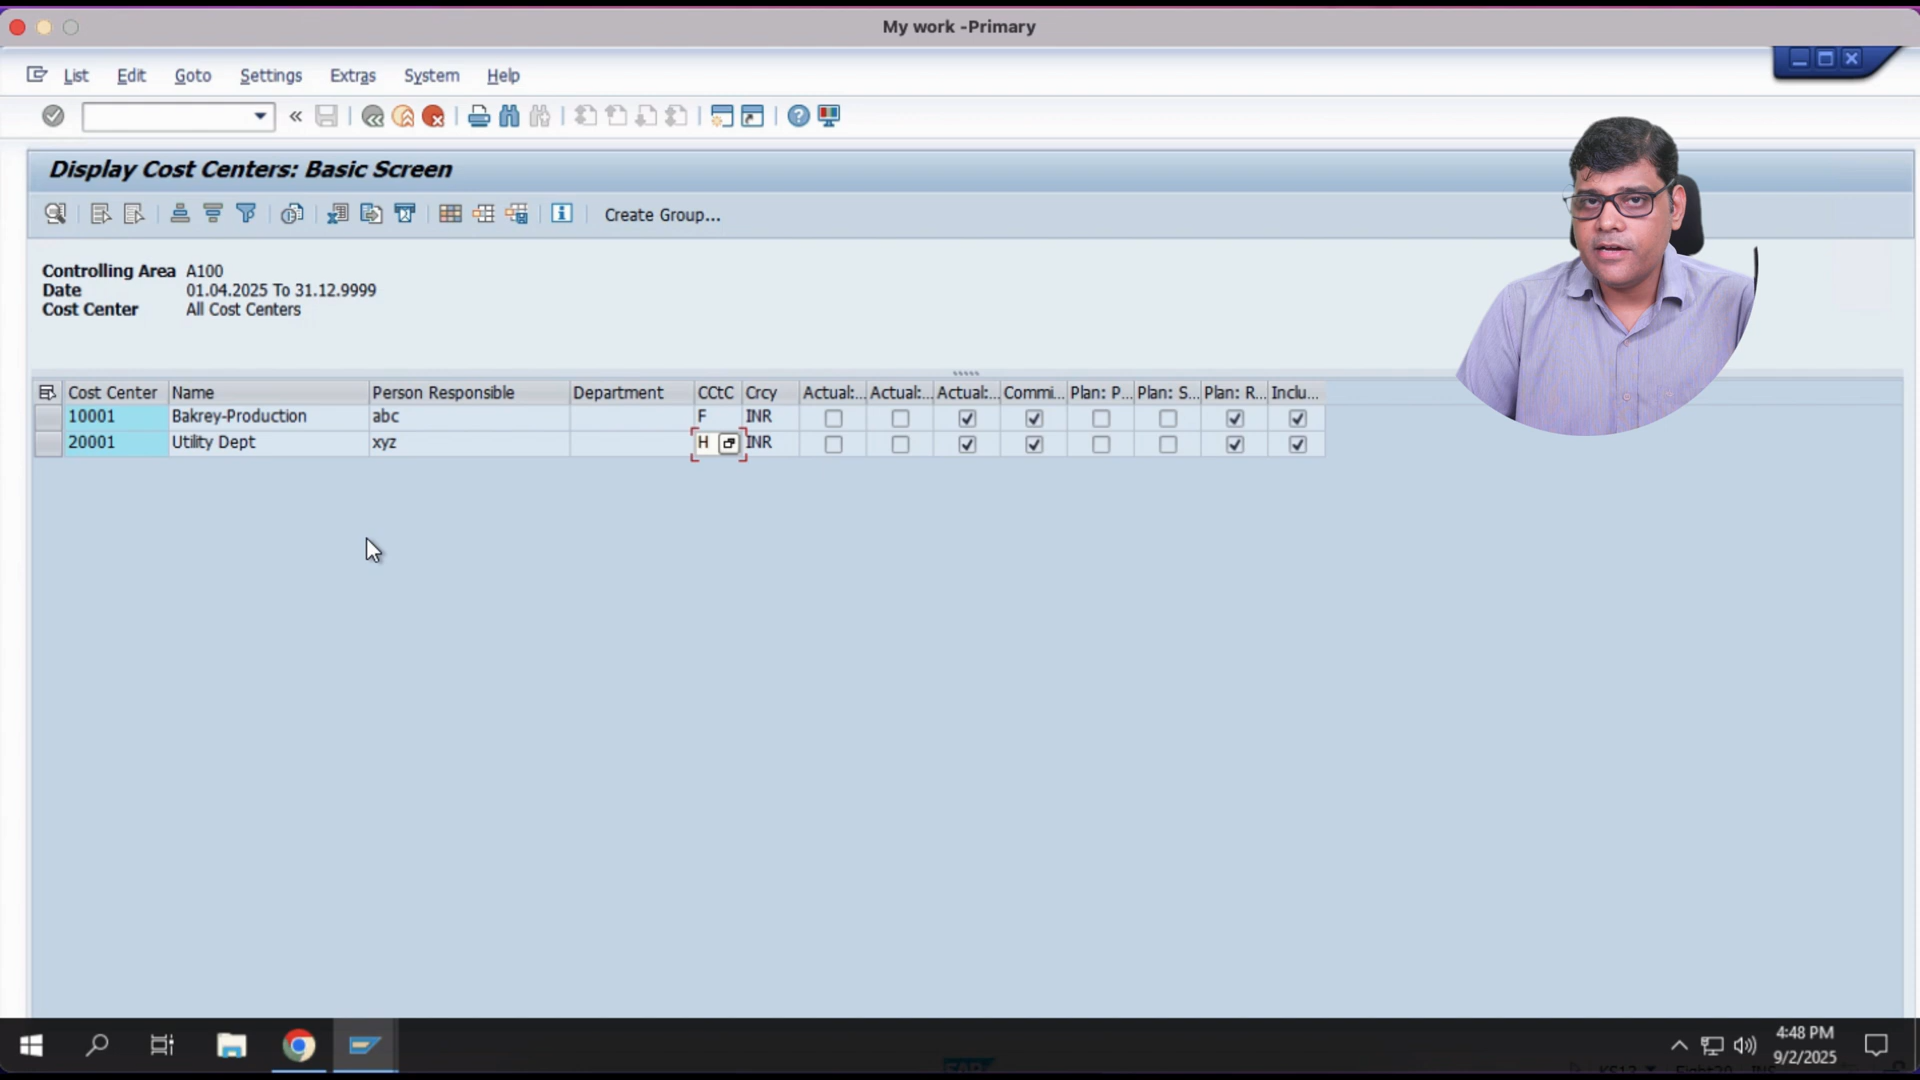 My work -Primary
List Edit Goto Settings Extras System Help
Display Cost Centers: Basic Screen
Create Group...
Controlling Area A100
Date 01.04.2025 To 31.12.9999
Cost Center All Cost Centers
Cost Center Name Person Responsible Department CCtC Crcy Actual:... Actual:... Actual:... Commi... Plan: P... Plan: S... Plan: R... Inclu...
10001 Bakrey-Production abc F INR
20001 Utility Dept xyz H INR
4:48 PM
9/2/2025